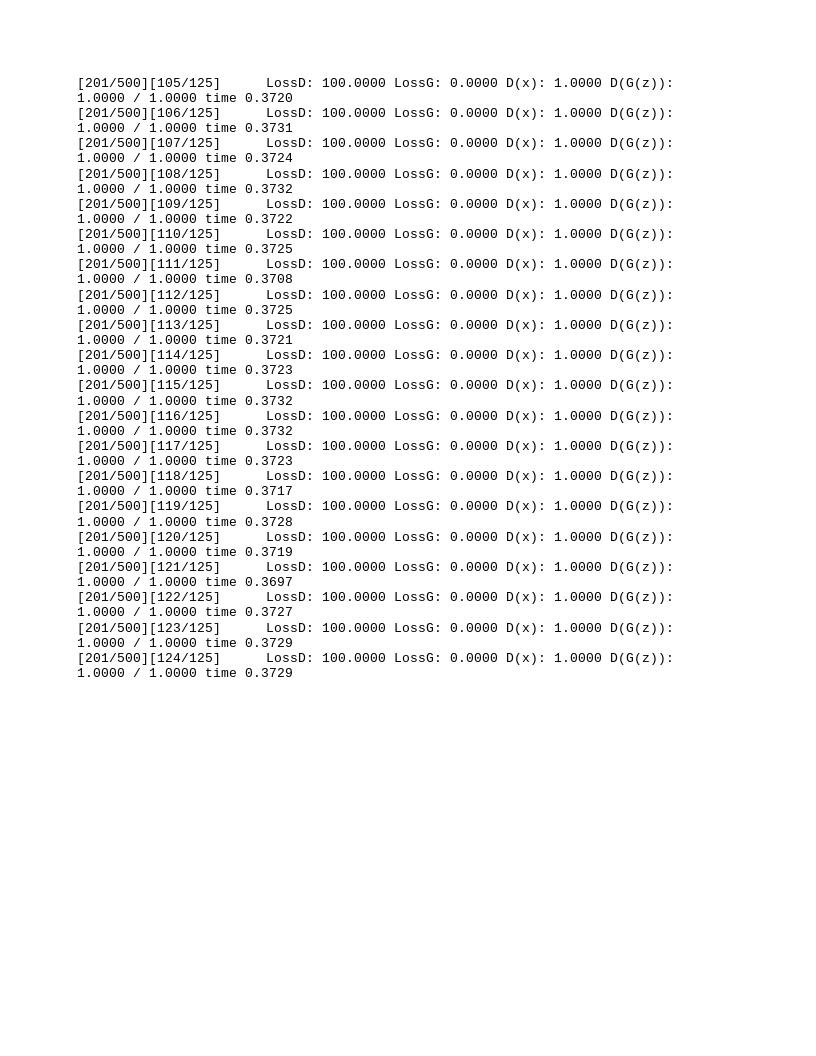 [201/500][105/125]      LossD: 100.0000 LossG: 0.0000 D(x): 1.0000 D(G(z)):
1.0000 / 1.0000 time 0.3720
[201/500][106/125]      LossD: 100.0000 LossG: 0.0000 D(x): 1.0000 D(G(z)):
1.0000 / 1.0000 time 0.3731
[201/500][107/125]      LossD: 100.0000 LossG: 0.0000 D(x): 1.0000 D(G(z)):
1.0000 / 1.0000 time 0.3724
[201/500][108/125]      LossD: 100.0000 LossG: 0.0000 D(x): 1.0000 D(G(z)):
1.0000 / 1.0000 time 0.3732
[201/500][109/125]      LossD: 100.0000 LossG: 0.0000 D(x): 1.0000 D(G(z)):
1.0000 / 1.0000 time 0.3722
[201/500][110/125]      LossD: 100.0000 LossG: 0.0000 D(x): 1.0000 D(G(z)):
1.0000 / 1.0000 time 0.3725
[201/500][111/125]      LossD: 100.0000 LossG: 0.0000 D(x): 1.0000 D(G(z)):
1.0000 / 1.0000 time 0.3708
[201/500][112/125]      LossD: 100.0000 LossG: 0.0000 D(x): 1.0000 D(G(z)):
1.0000 / 1.0000 time 0.3725
[201/500][113/125]      LossD: 100.0000 LossG: 0.0000 D(x): 1.0000 D(G(z)):
1.0000 / 1.0000 time 0.3721
[201/500][114/125]      LossD: 100.0000 LossG: 0.0000 D(x): 1.0000 D(G(z)):
1.0000 / 1.0000 time 0.3723
[201/500][115/125]      LossD: 100.0000 LossG: 0.0000 D(x): 1.0000 D(G(z)):
1.0000 / 1.0000 time 0.3732
[201/500][116/125]      LossD: 100.0000 LossG: 0.0000 D(x): 1.0000 D(G(z)):
1.0000 / 1.0000 time 0.3732
[201/500][117/125]      LossD: 100.0000 LossG: 0.0000 D(x): 1.0000 D(G(z)):
1.0000 / 1.0000 time 0.3723
[201/500][118/125]      LossD: 100.0000 LossG: 0.0000 D(x): 1.0000 D(G(z)):
1.0000 / 1.0000 time 0.3717
[201/500][119/125]      LossD: 100.0000 LossG: 0.0000 D(x): 1.0000 D(G(z)):
1.0000 / 1.0000 time 0.3728
[201/500][120/125]      LossD: 100.0000 LossG: 0.0000 D(x): 1.0000 D(G(z)):
1.0000 / 1.0000 time 0.3719
[201/500][121/125]      LossD: 100.0000 LossG: 0.0000 D(x): 1.0000 D(G(z)):
1.0000 / 1.0000 time 0.3697
[201/500][122/125]      LossD: 100.0000 LossG: 0.0000 D(x): 1.0000 D(G(z)):
1.0000 / 1.0000 time 0.3727
[201/500][123/125]      LossD: 100.0000 LossG: 0.0000 D(x): 1.0000 D(G(z)):
1.0000 / 1.0000 time 0.3729
[201/500][124/125]      LossD: 100.0000 LossG: 0.0000 D(x): 1.0000 D(G(z)):
1.0000 / 1.0000 time 0.3729